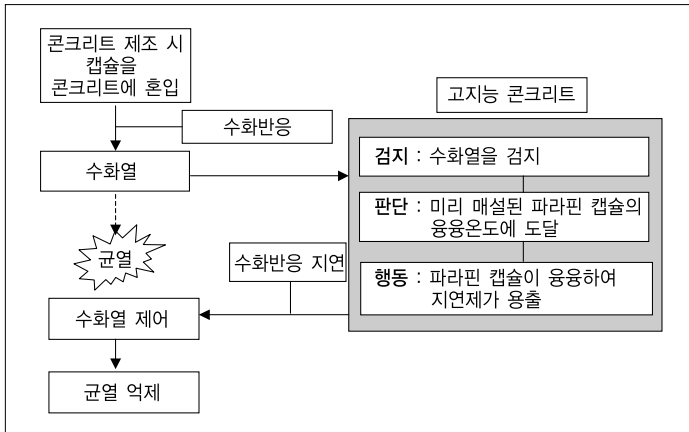 콘크리트 제조 시
캡슐을
콘크리트에 혼입
수화반응
수화열
균열
고지능 콘크리트
검지 : 수화열을 검지
판단 : 미리 매설된 파라핀 캡슐의
융융온도에 도달
행동 : 파라핀 캡슐이 융융하여
지연제가 용출
수화반응 지연
수화열 제어
균열 억제